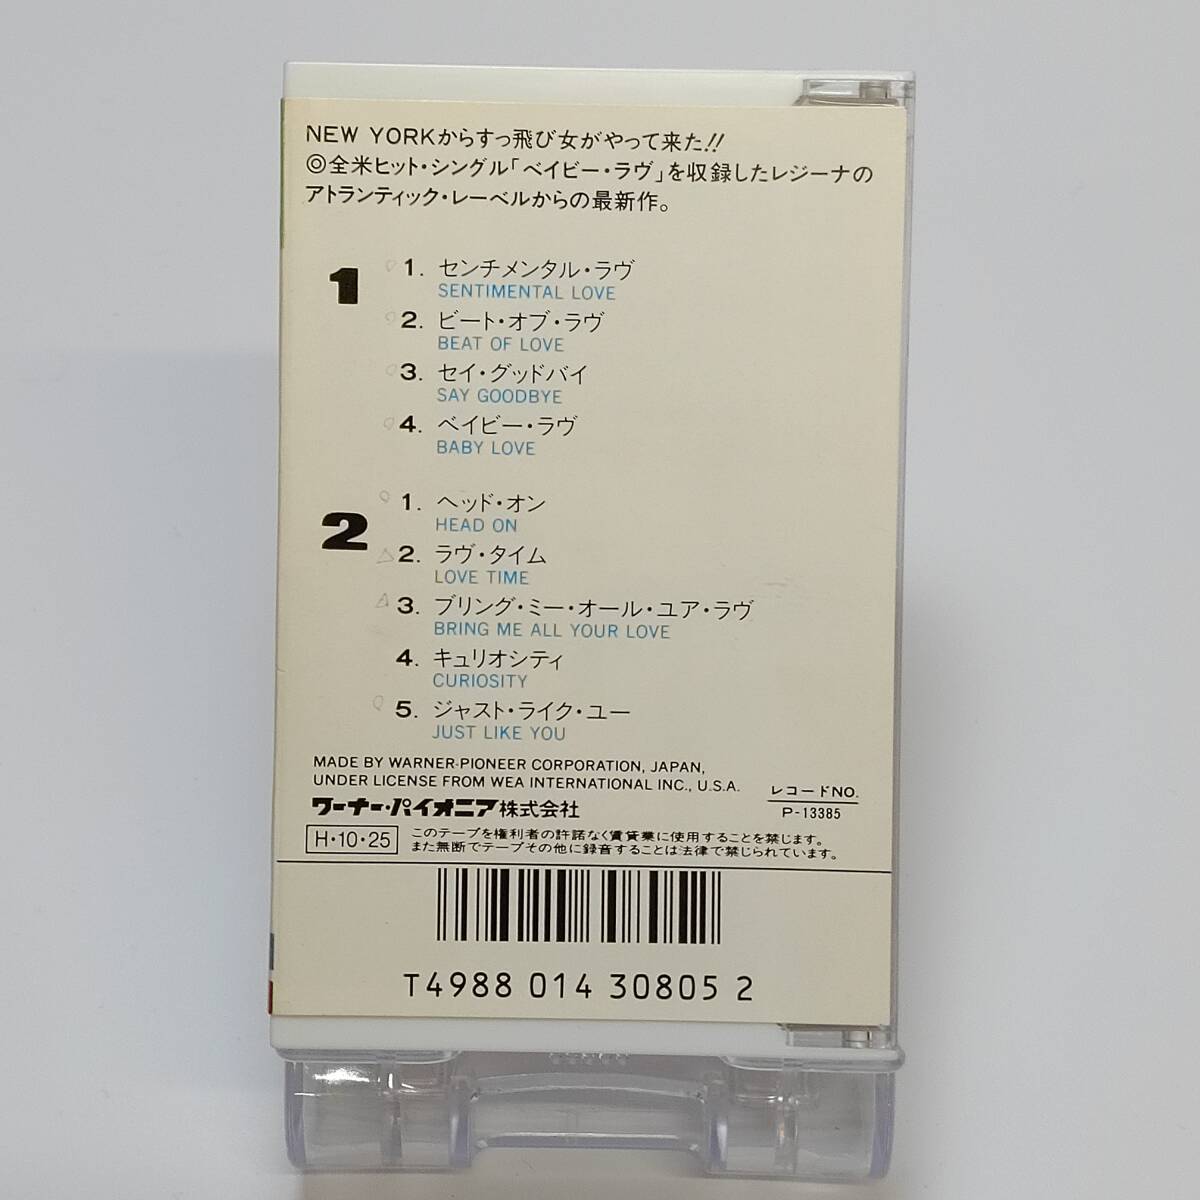 NEW YORKからすっ飛び女がやって来た!!
◎全米ヒット・シングル「ベイビー・ラヴ」を収録したレジーナの
アトランティック・レーベルからの最新作。
1
1. センチメンタル・ラヴ
SENTIMENTAL LOVE
2. ビート・オブ・ラヴ
BEAT OF LOVE
3. セイ・グッドバイ
SAY GOODBYE
4. ベイビー・ラヴ
BABY LOVE
2
1. ヘッド・オン
HEAD ON
2. ラヴ・タイム
LOVE TIME
3. ブリング・ミー・オール・ユア・ラヴ
BRING ME ALL YOUR LOVE
4. キュリオシティ
CURIOSITY
5. ジャスト・ライク・ユー
JUST LIKE YOU
MADE BY WARNER-PIONEER CORPORATION, JAPAN,
UNDER LICENSE FROM WEA INTERNATIONAL INC., U.S.A.
ワーナー・パイオニア株式会社
レコードNO.
P-13385
H・10・25
このテープを権利者の許諾なく賃貸業に使用することを禁じます。
また無断でテープその他に録音することは法律で禁じられています。
T4988 014 30805 2